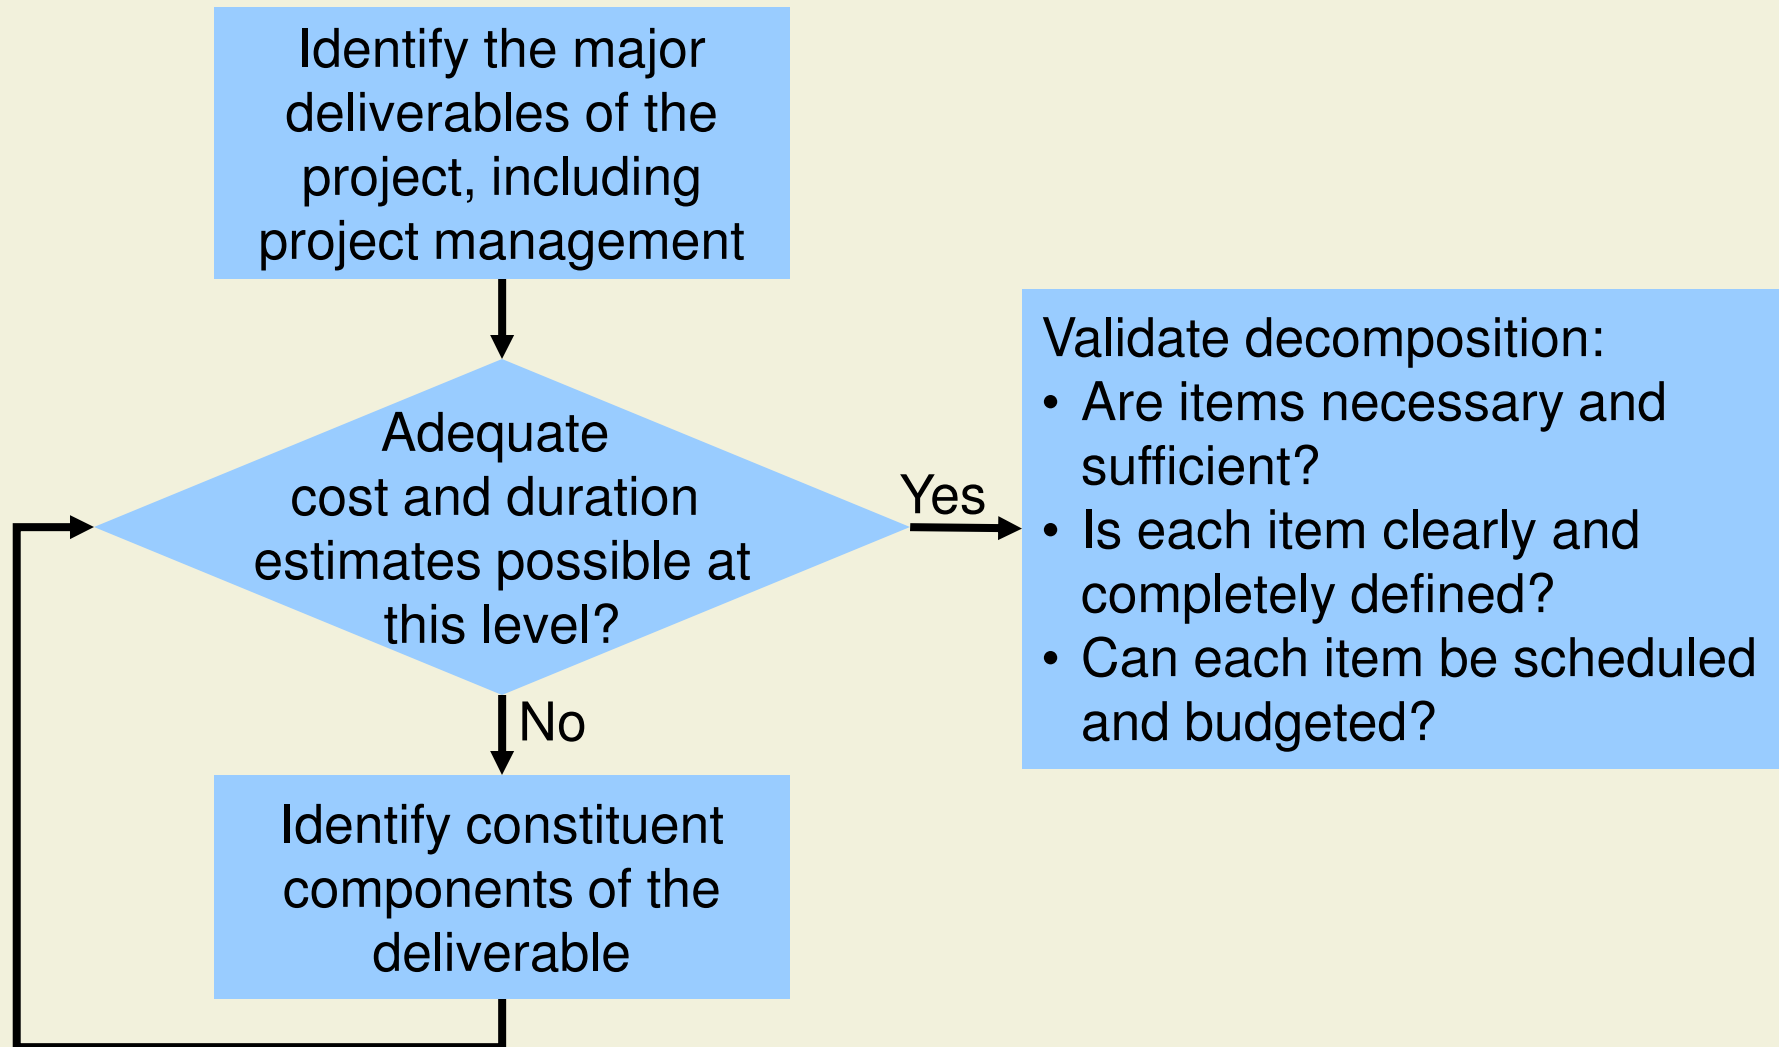 Identify the major
deliverables of the
project, including
project management
Adequate
cost and duration
estimates possible at
this level?
Yes
No
Identify constituent
components of the
deliverable
Validate decomposition:
• Are items necessary and
sufficient?
• Is each item clearly and
completely defined?
• Can each item be scheduled
and budgeted?